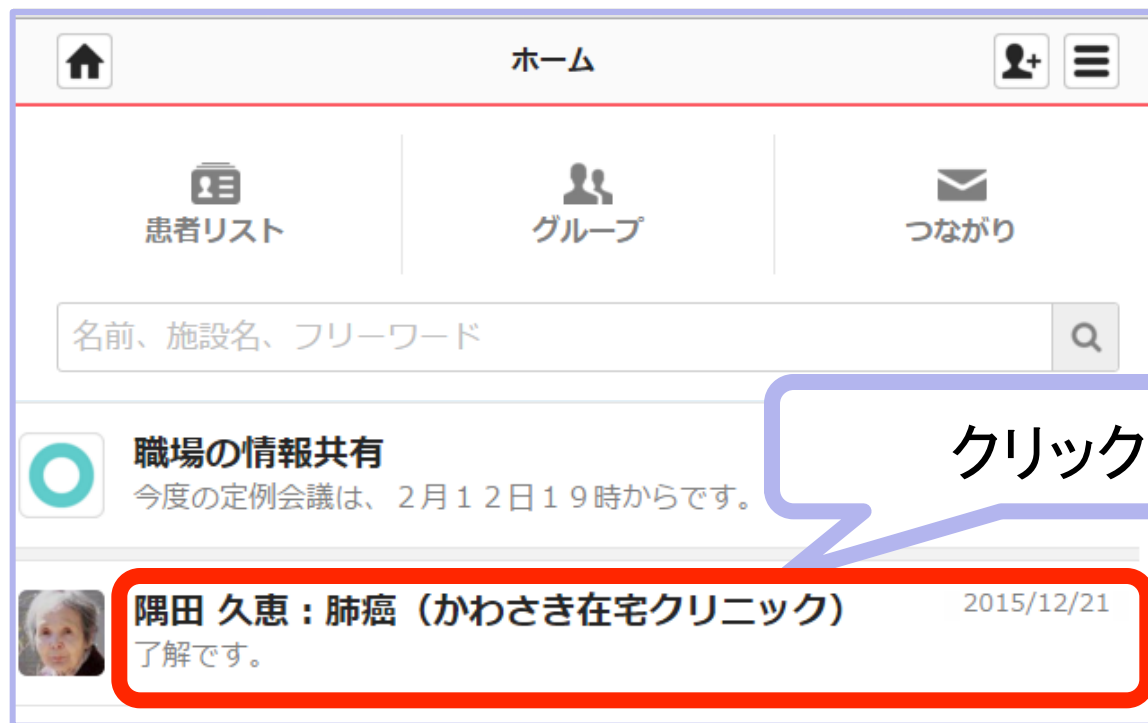 ホーム
患者リスト
グループ
つながり
名前、施設名、フリーワード
職場の情報共有
今度の定例会議は、２月１２日１９時からです。
クリック
隅田 久恵：肺癌（かわさき在宅クリニック）
2015/12/21
了解です。